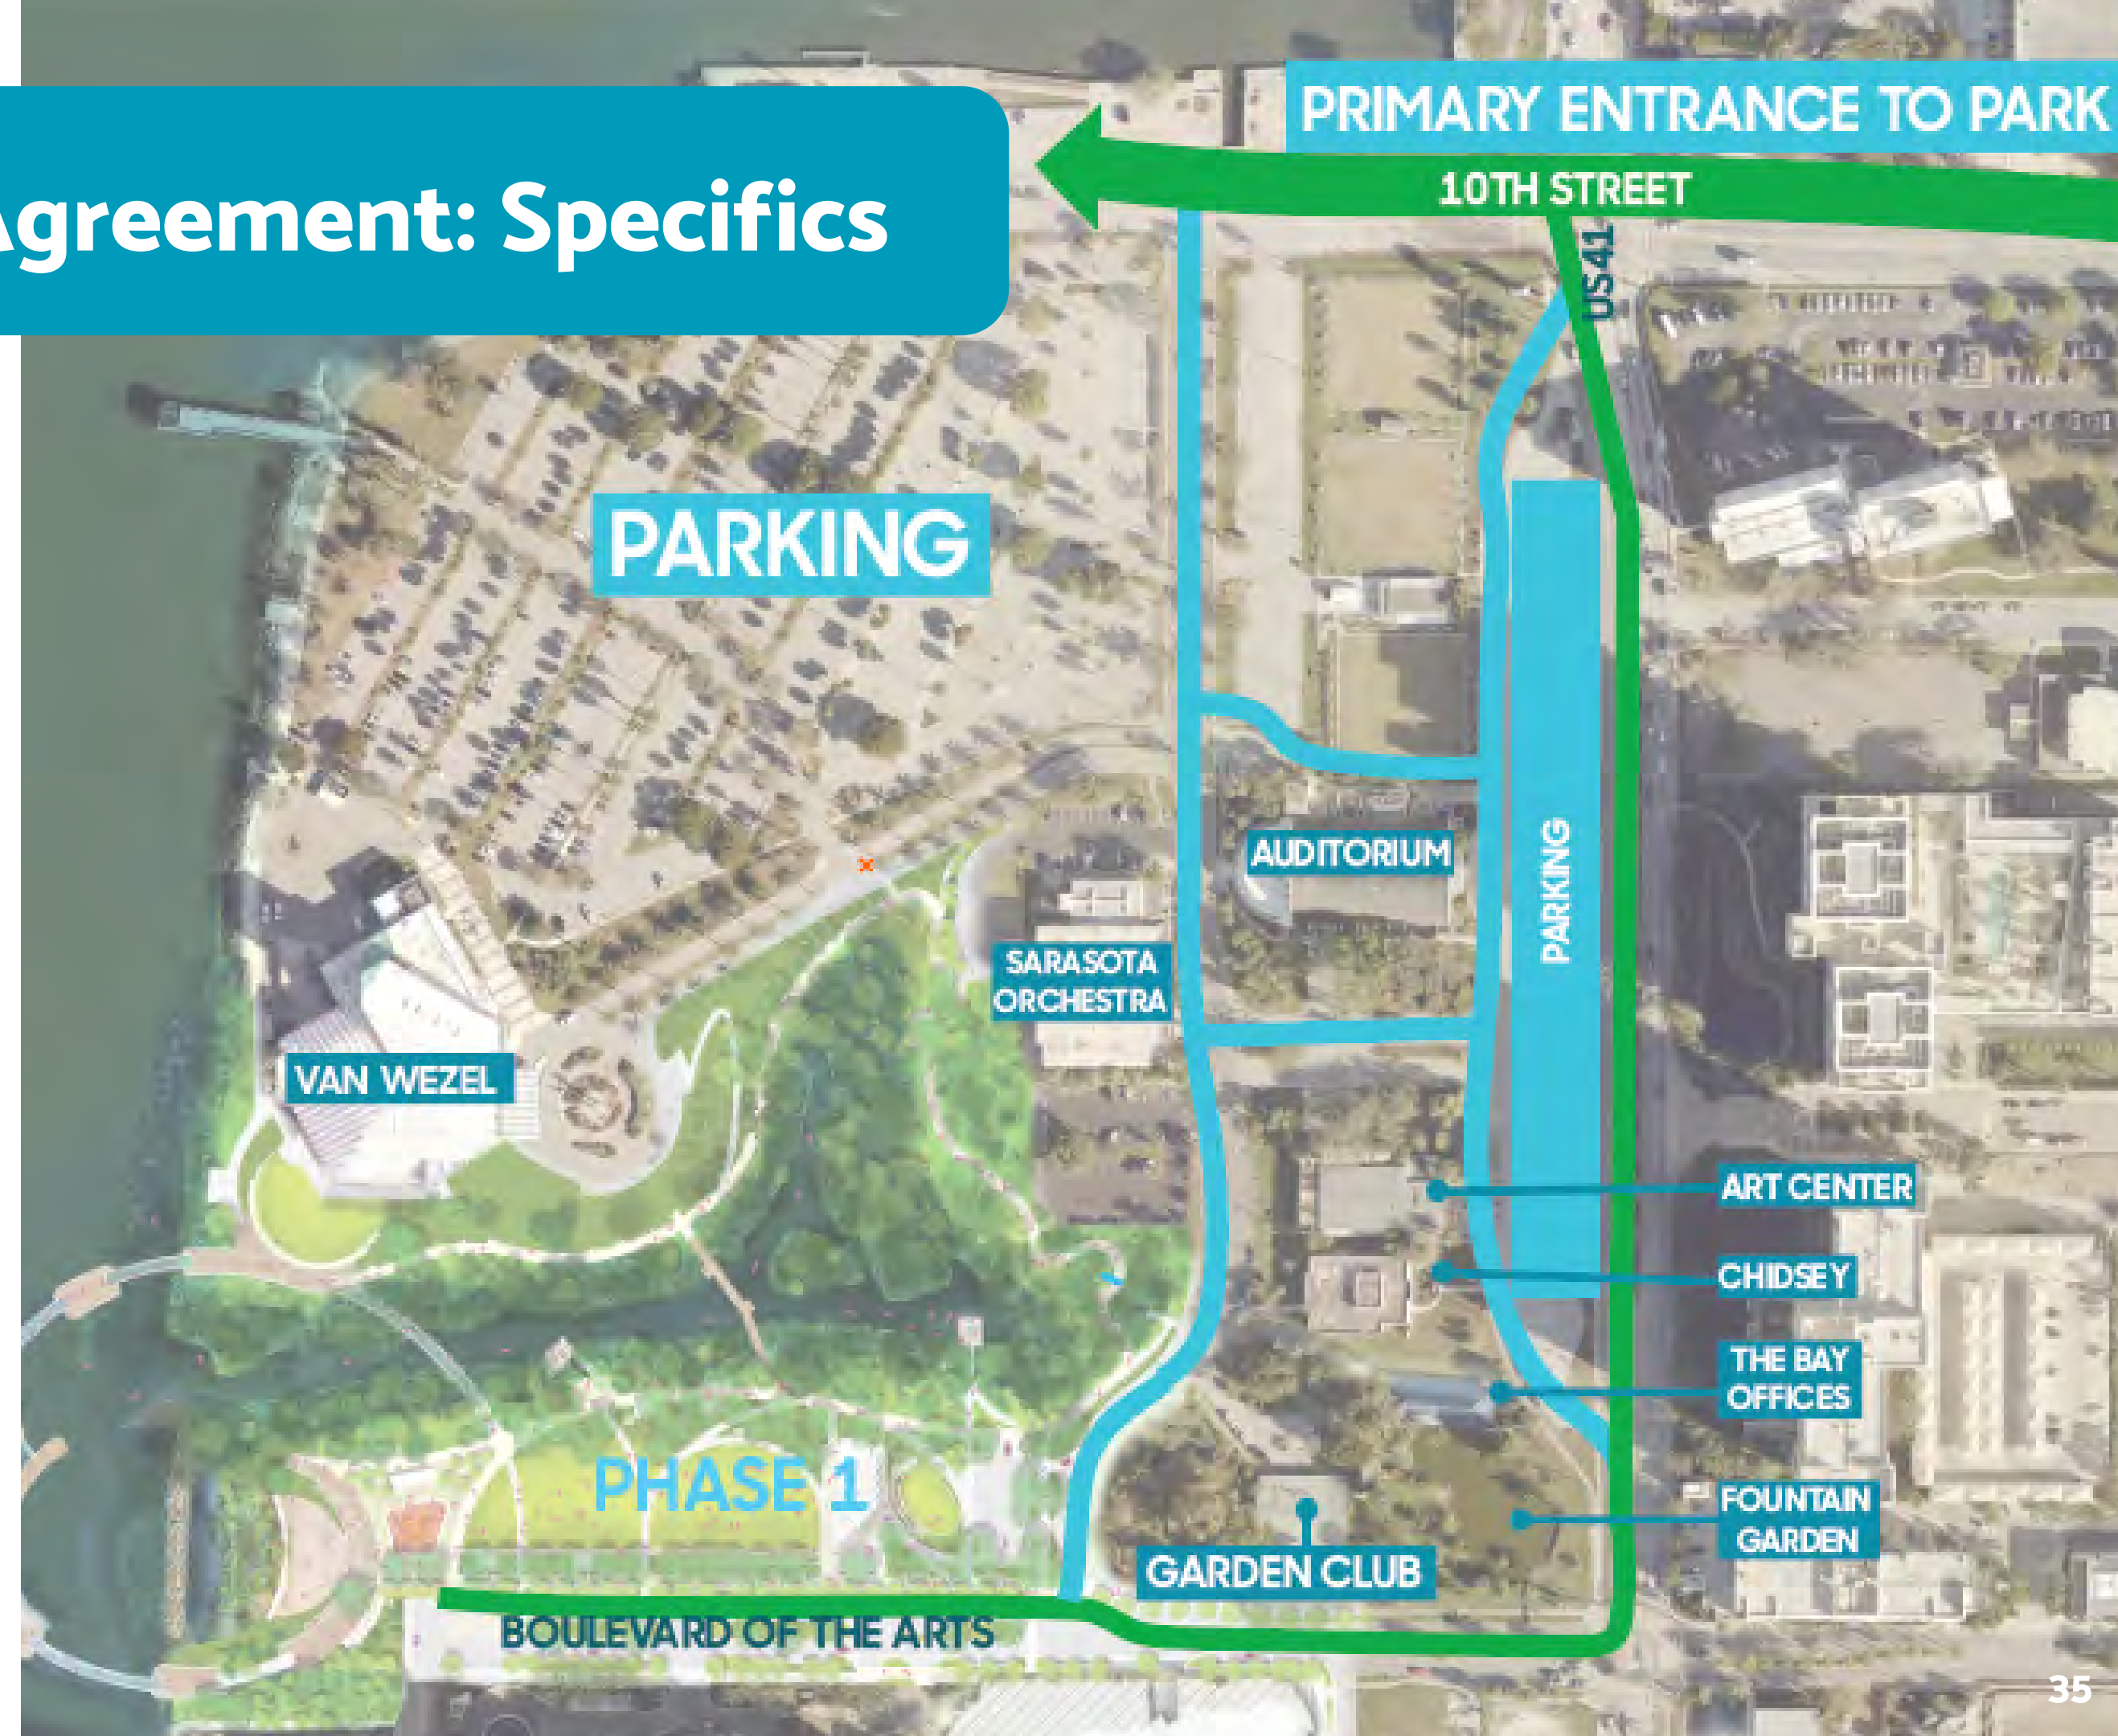 PRIMARY ENTRANCE TO PARK
Agreement: Specifics
10TH STREET
US41
PARKING
PARKING
AUDITORIUM
SARASOTA
ORCHESTRA
VAN WEZEL
ART CENTER
CHIDSEY
THE BAY
OFFICES
PHASE 1
FOUNTAIN
GARDEN
GARDEN CLUB
BOULEVARD OF THE ARTS
35